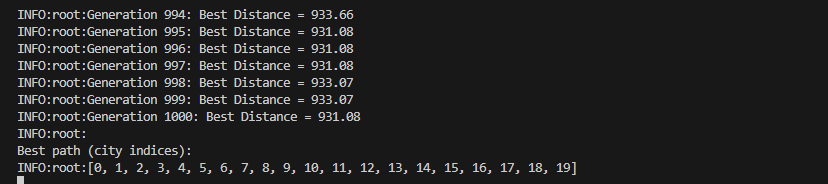 INFO:root:Generation 994: Best Distance = 933.66
INFO:root:Generation 995: Best Distance = 931.08
INFO:root:Generation 996: Best Distance = 931.08
INFO:root:Generation 997: Best Distance = 931.08
INFO:root:Generation 998: Best Distance = 933.07
INFO:root:Generation 999: Best Distance = 933.07
INFO:root:Generation 1000: Best Distance = 931.08
INFO:root:
Best path (city indices):
INFO:root:[0, 1, 2, 3, 4, 5, 6, 7, 8, 9, 10, 11, 12, 13, 14, 15, 16, 17, 18, 19]